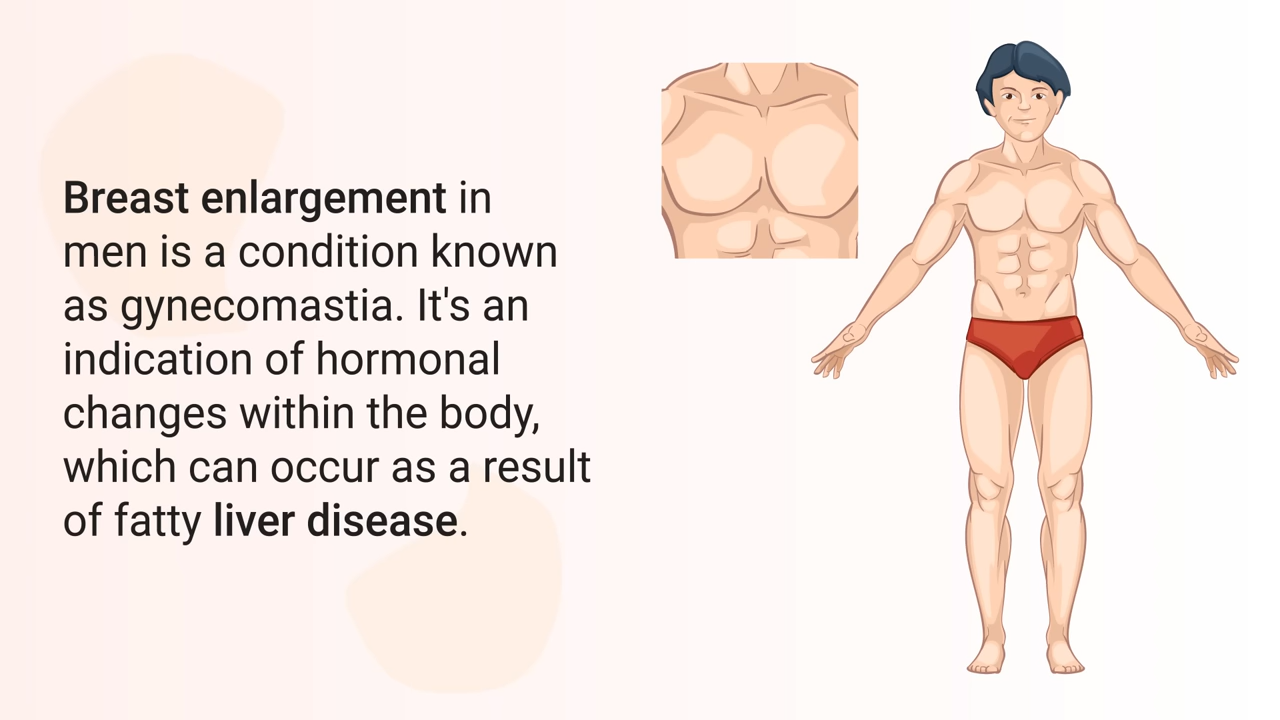 Breast enlargement in
men is a condition known
as gynecomastia. It's an
indication of hormonal
changes within the body,
which can occur as a result
of fatty liver disease.